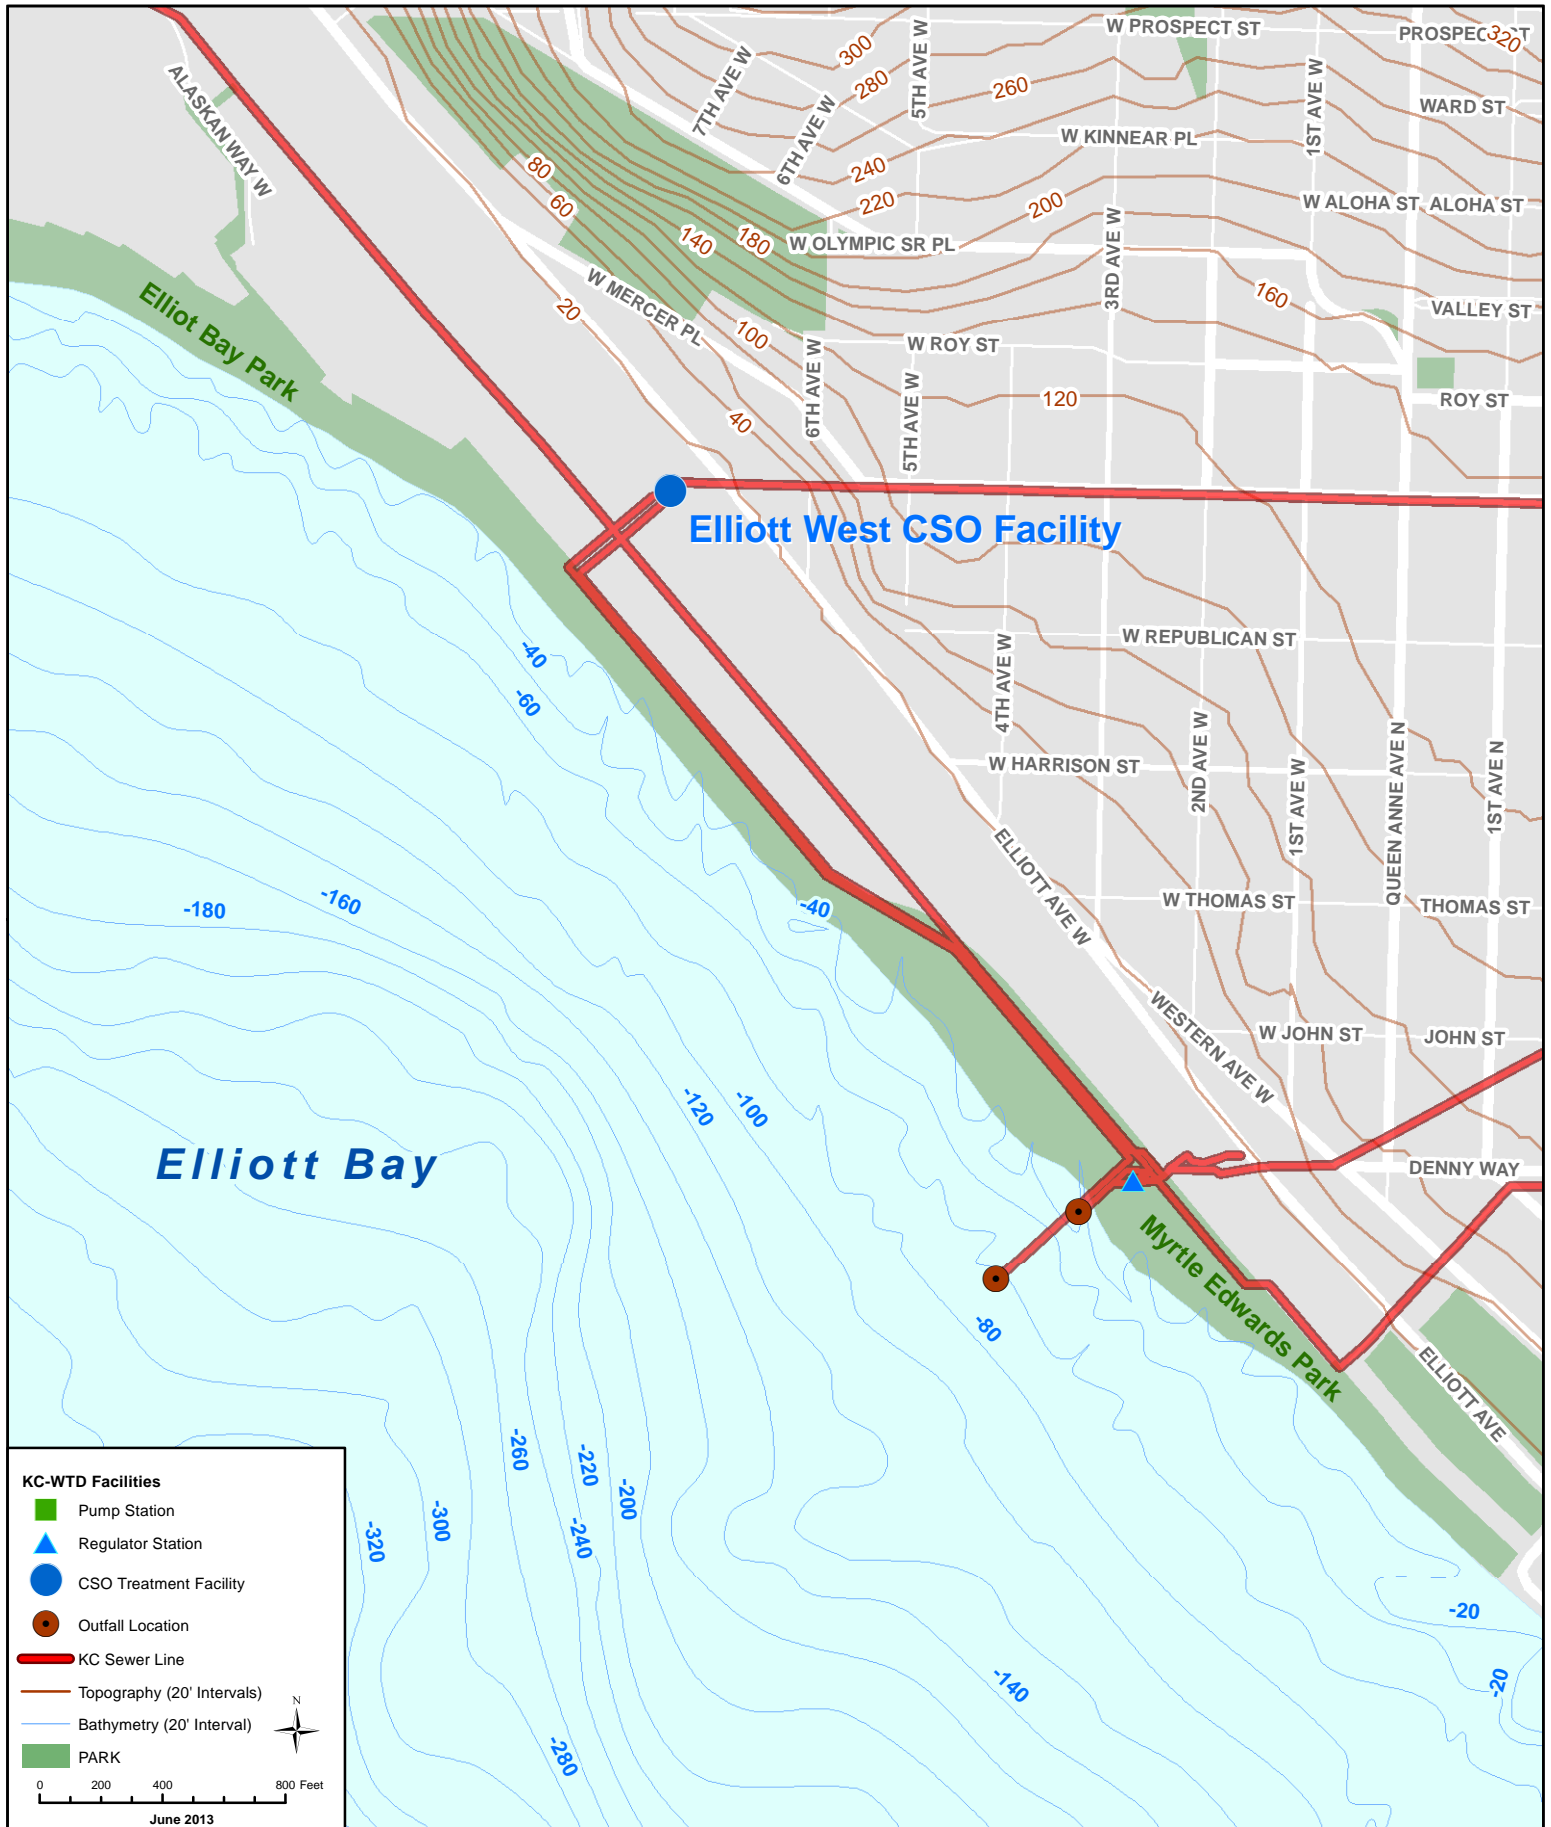 W PROSPECT ST
PROSPECT ST
320
300
280
260
7TH AVE W
6TH AVE W
5TH AVE W
1ST AVE W
WARD ST
W KINNEAR PL
ALASKAN WAY W
80
60
240
220
200
W ALOHA ST
ALOHA ST
140
180
W OLYMPIC SR PL
3RD AVE W
160
VALLEY ST
Elliot Bay Park
20
W MERCER PL
100
W ROY ST
6TH AVE W
5TH AVE W
120
ROY ST
40
Elliott West CSO Facility
-40
-60
4TH AVE W
W REPUBLICAN ST
W HARRISON ST
2ND AVE W
1ST AVE W
QUEEN ANNE AVE N
1ST AVE N
ELLIOTT AVE W
W THOMAS ST
THOMAS ST
-180
-160
-40
WESTERN AVE W
W JOHN ST
JOHN ST
-120
-100
Elliott Bay
DENNY WAY
Myrtle Edwards Park
-80
ELLIOTT AVE
-260
-220
-200
-300
-320
-240
-20
-20
-140
-280
KC-WTD Facilities
Pump Station
Regulator Station
CSO Treatment Facility
Outfall Location
KC Sewer Line
Topography (20' Intervals)
N
Bathymetry (20' Interval)
PARK
0 200 400 800 Feet
June 2013